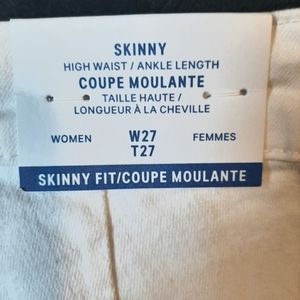 SKINNY
HIGH WAIST / ANKLE LENGTH
COUPE MOULANTE
TAILLE HAUTE /
LONGUEUR À LA CHEVILLE
WOMEN W27 FEMMES
T27
SKINNY FIT/COUPE MOULANTE